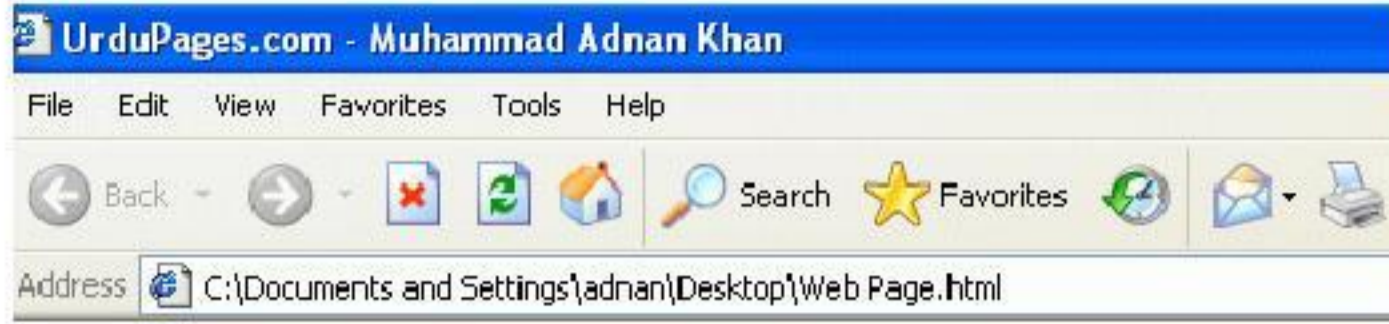 UrduPages.com - Muhammad Adnan Khan
File Edit View Favorites Tools Help
Back Search Favorites
Address C:\Documents and Settings\adnan\Desktop\Web Page.html